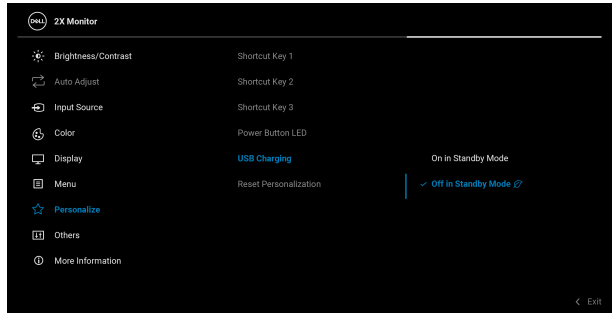 DELL 2X Monitor
Brightness/Contrast Shortcut Key 1
Auto Adjust Shortcut Key 2
Input Source Shortcut Key 3
Color Power Button LED
Display USB Charging On in Standby Mode
Menu Reset Personalization Off in Standby Mode
Personalize
Others
More Information
Exit